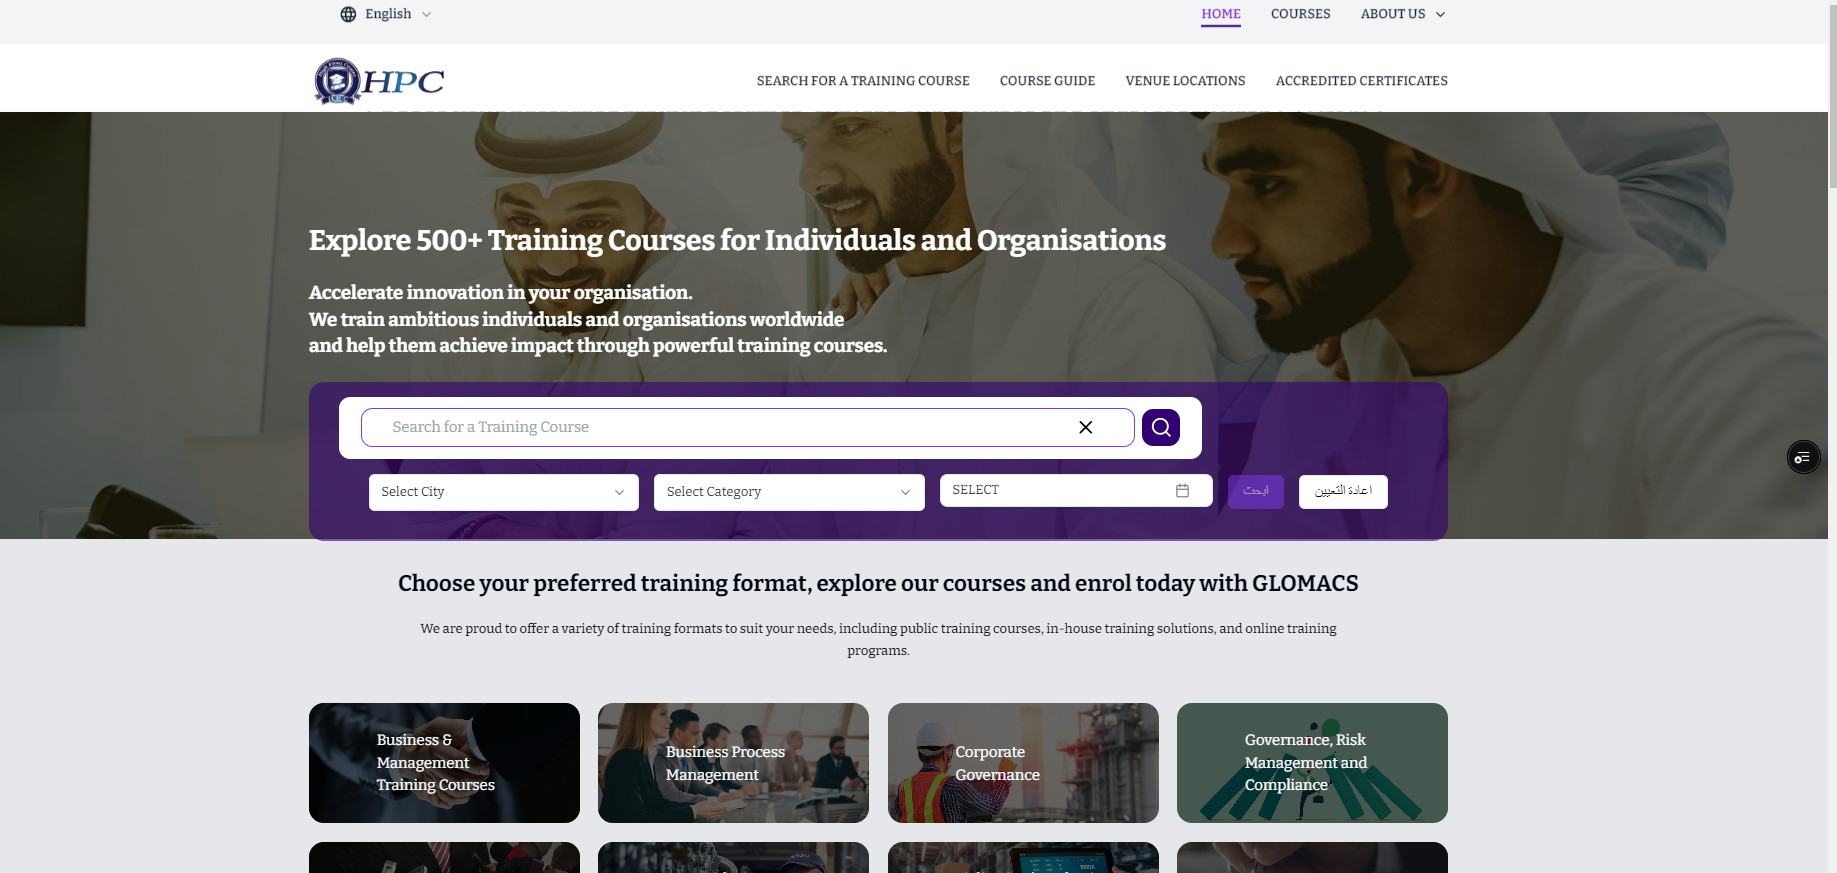 English
HOME
COURSES
ABOUT US
HPC
SEARCH FOR A TRAINING COURSE
COURSE GUIDE
VENUE LOCATIONS
ACCREDITED CERTIFICATES
Explore 500+ Training Courses for Individuals and Organisations
Accelerate innovation in your organisation.
We train ambitious individuals and organisations worldwide
and help them achieve impact through powerful training courses.
Search for a Training Course
Select City
Select Category
SELECT
ابحث
اعادة التعيين
Choose your preferred training format, explore our courses and enrol today with GLOMACS
We are proud to offer a variety of training formats to suit your needs, including public training courses, in-house training solutions, and online training
programs.
Business &
Management
Training Courses
Business Process
Management
Corporate
Governance
Governance, Risk
Management and
Compliance